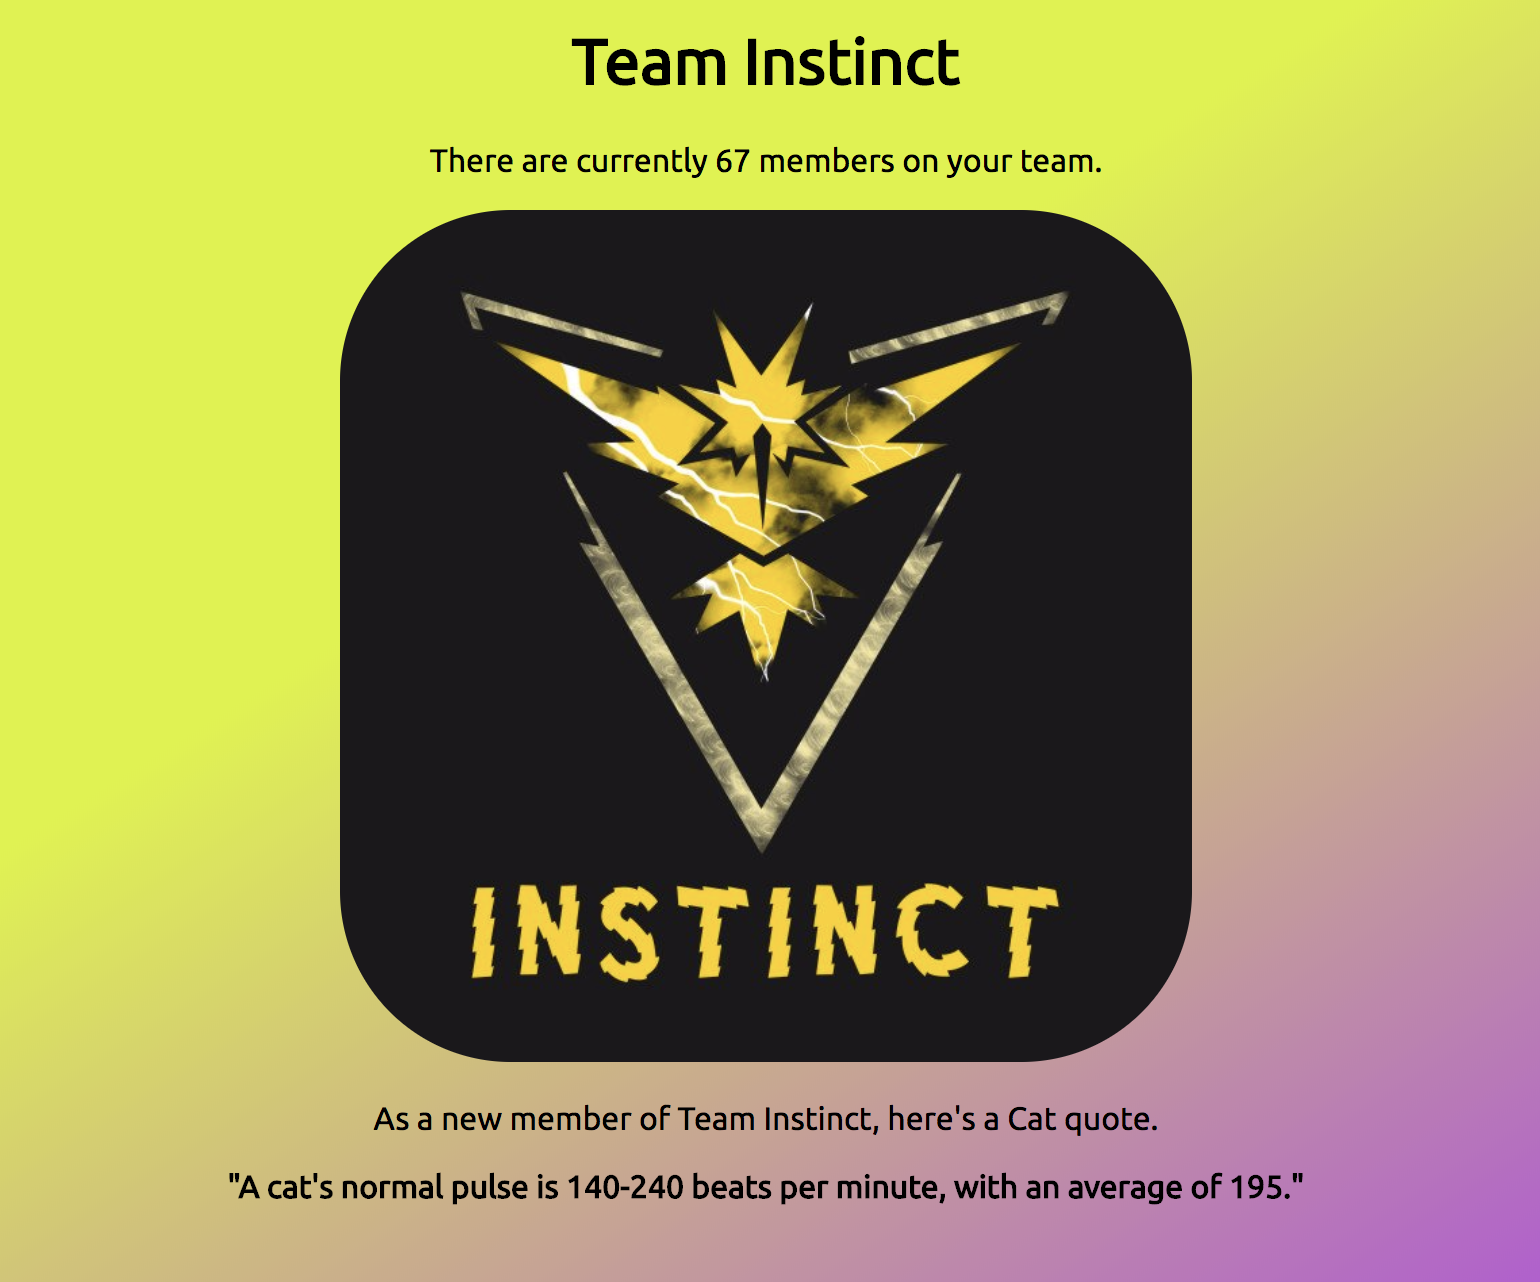 Team Instinct
There are currently 67 members on your team.
INSTINCT
As a new member of Team Instinct, here's a Cat quote.
"A cat's normal pulse is 140-240 beats per minute, with an average of 195."